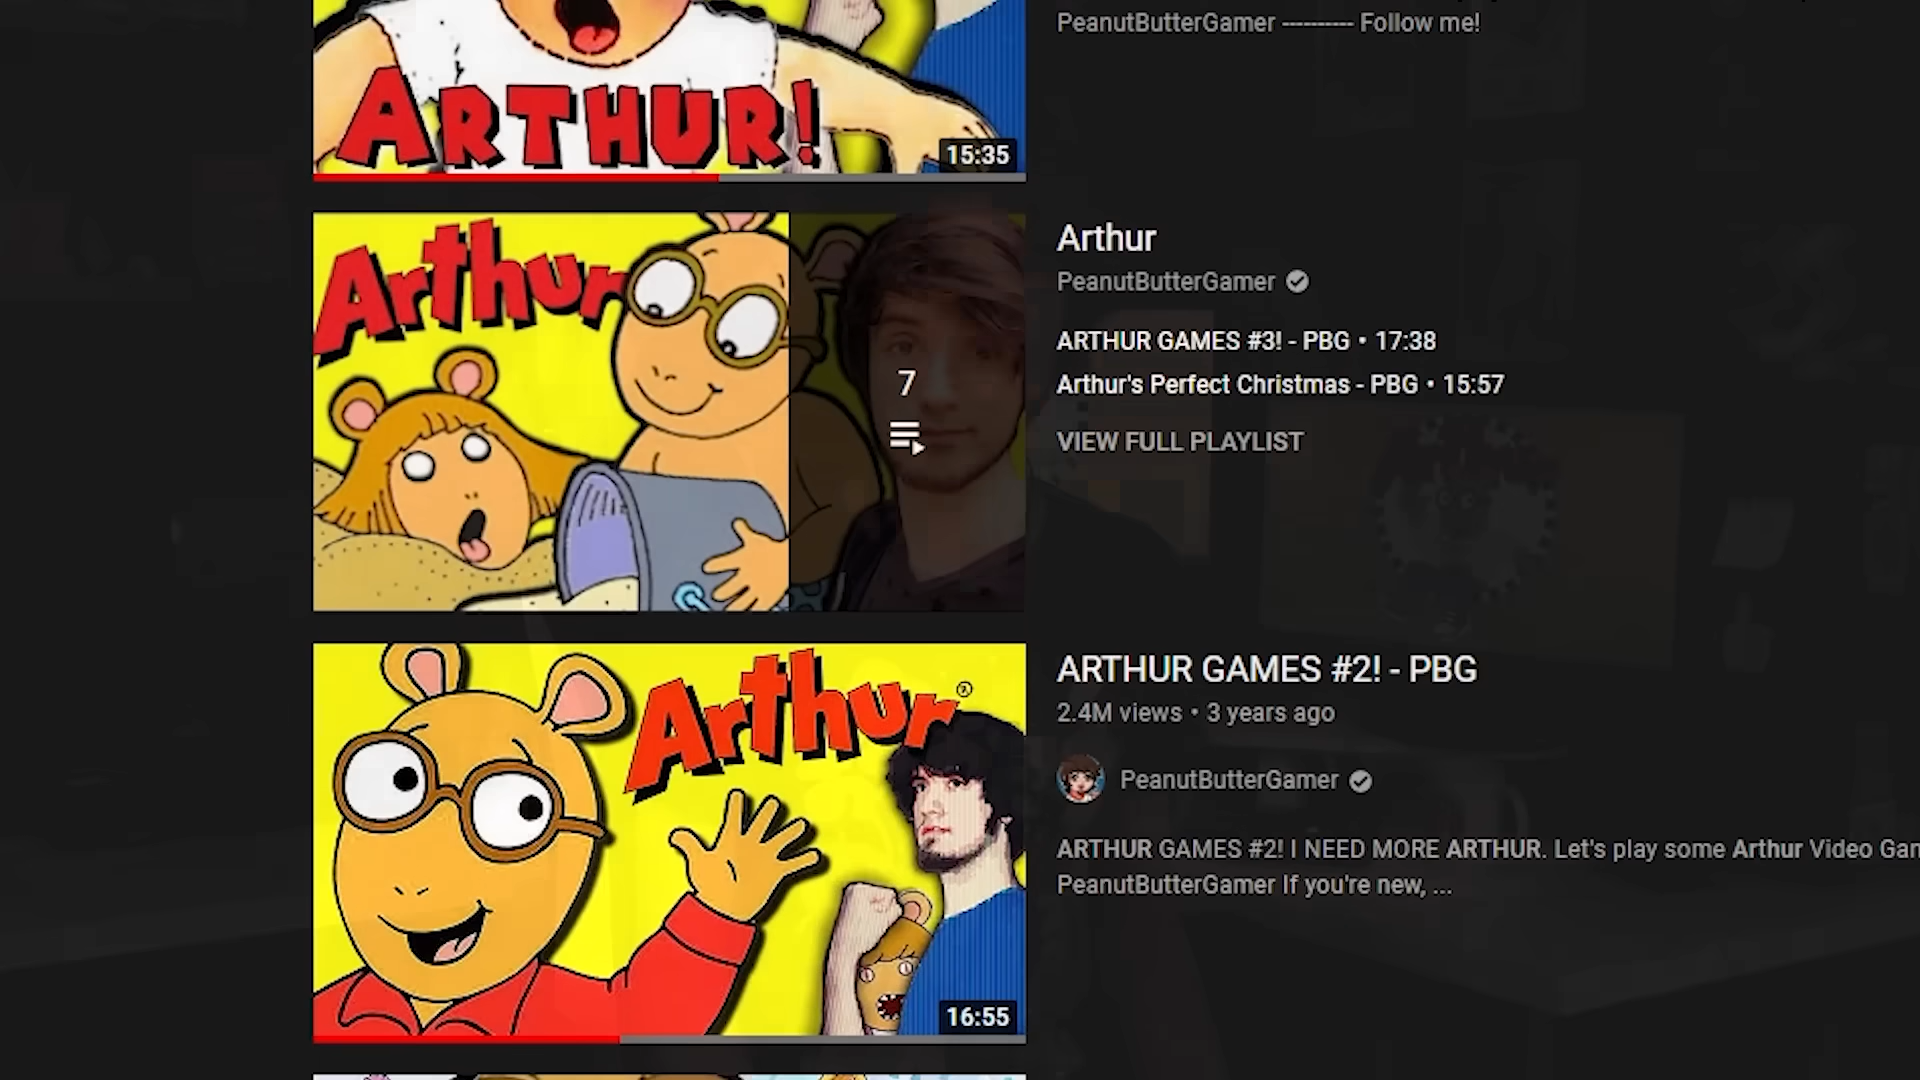 PeanutButterGamer ---------- Follow me!
ARTHUR!
15:35
Arthur
7
Arthur
PeanutButterGamer
ARTHUR GAMES #3! - PBG • 17:38
Arthur's Perfect Christmas - PBG • 15:57
VIEW FULL PLAYLIST
Arthur
16:55
ARTHUR GAMES #2! - PBG
2.4M views • 3 years ago
PeanutButterGamer
ARTHUR GAMES #2! I NEED MORE ARTHUR. Let's play some Arthur Video
PeanutButterGamer If you're new, ...